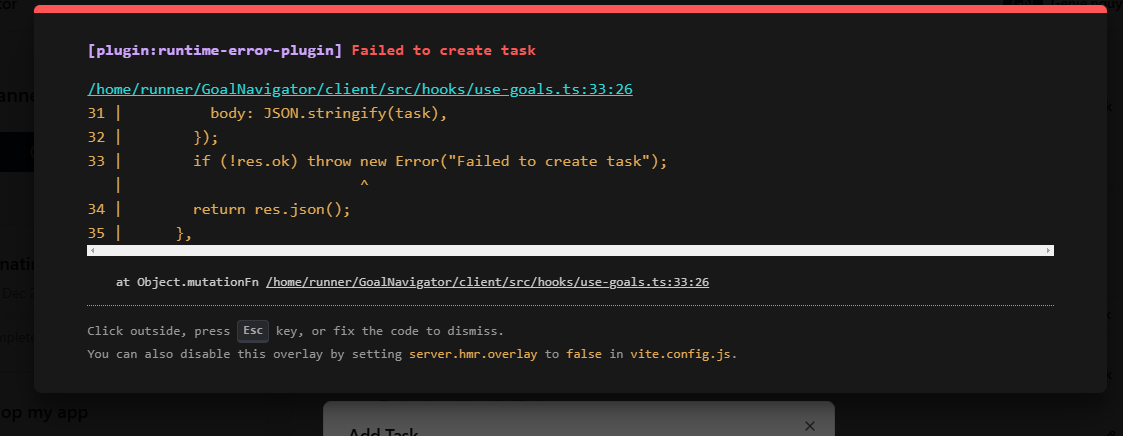 [plugin:runtime-error-plugin] Failed to create task
/home/runner/GoalNavigator/client/src/hooks/use-goals.ts:33:26
31 |          body: JSON.stringify(task),
32 |        });
33 |        if (!res.ok) throw new Error("Failed to create task");
   |                           ^
34 |        return res.json();
35 |      },
at Object.mutationFn /home/runner/GoalNavigator/client/src/hooks/use-goals.ts:33:26
Click outside, press Esc key, or fix the code to dismiss.
You can also disable this overlay by setting server.hmr.overlay to false in vite.config.js.
op my app
Add Task